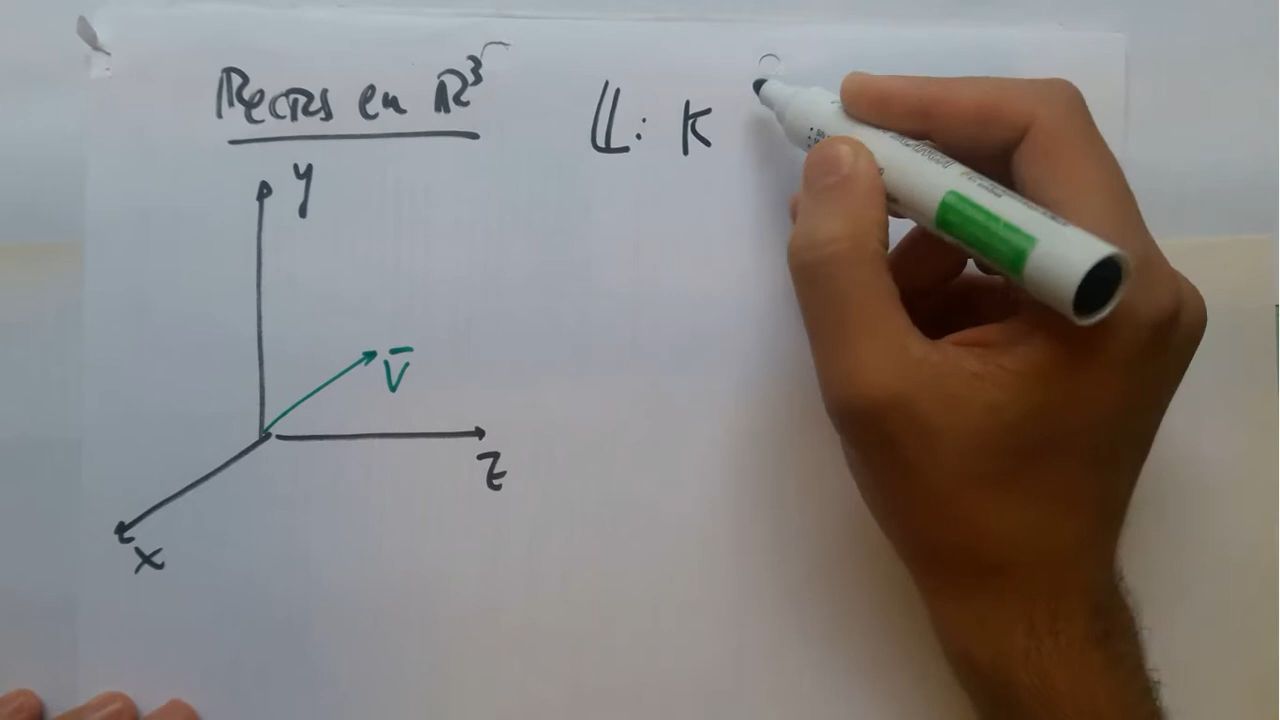 Rectas en R³
𝕃: K
y
V̄
z
x